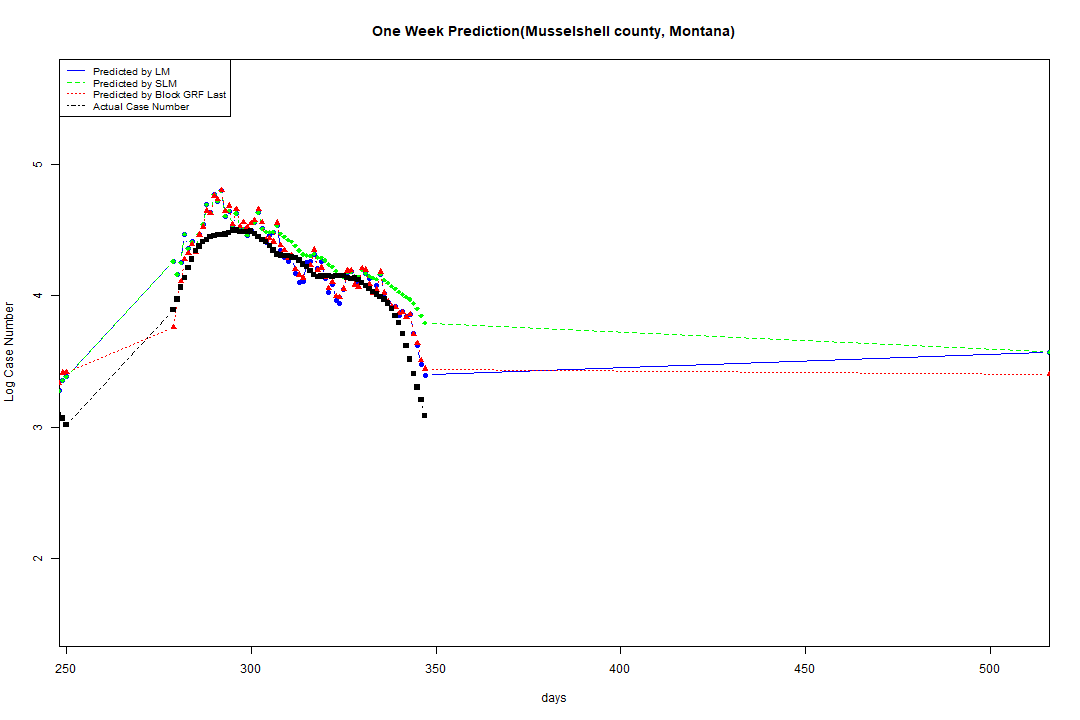 One Week Prediction(Musselshell county, Montana)
Predicted by LM
Predicted by SLM
Predicted by Block GRF Last
Actual Case Number
5
4
3
2
Log Case Number
250 300 350 400 450 500
days